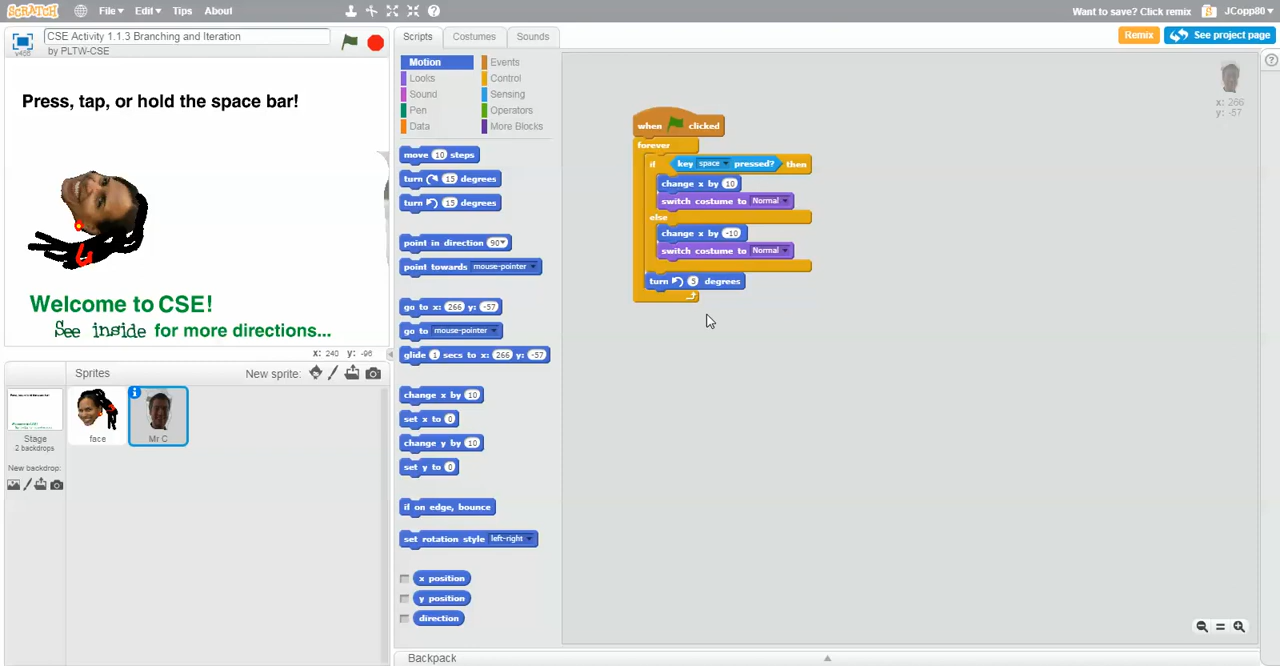 SCRATCH File Edit Tips About Want to save? Click remix JCopp80
v456
CSE Activity 1.1.3 Branching and Iteration
by PLTW-CSE
Remix See project page
Press, tap, or hold the space bar!
Welcome to CSE!
See inside for more directions...
x: 240 y: -96
Sprites New sprite:
Stage
2 backdrops
New backdrop:
face
Mr C
Scripts Costumes Sounds
Motion Events
Looks Control
Sound Sensing
Pen Operators
Data More Blocks
move 10 steps
turn 15 degrees
turn 15 degrees
point in direction 90
point towards mouse-pointer
go to x: 266 y: -57
go to mouse-pointer
glide 1 secs to x: 266 y: -57
change x by 10
set x to 0
change y by 10
set y to 0
if on edge, bounce
set rotation style left-right
x position
y position
direction
when clicked
forever
if key space pressed? then
change x by 10
switch costume to Normal
else
change x by -10
switch costume to Normal
turn 5 degrees
x: 266
y: -57
Backpack